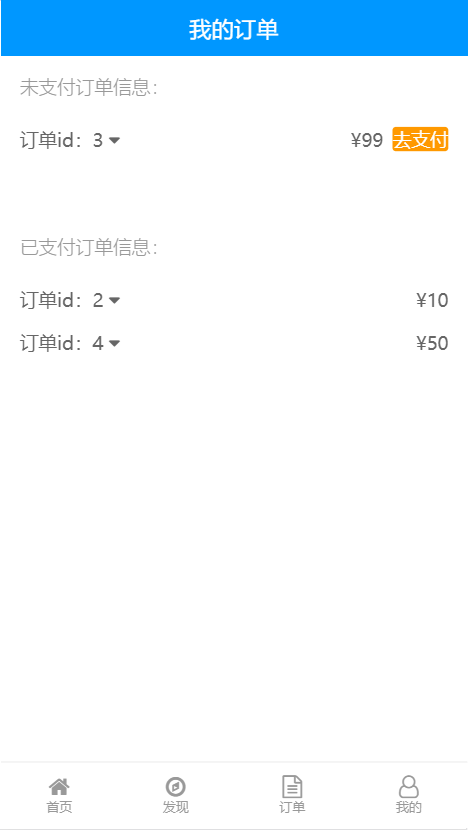 我的订单
未支付订单信息：
订单id：3 ¥99 去支付
已支付订单信息：
订单id：2 ¥10
订单id：4 ¥50
首页 发现 订单 我的